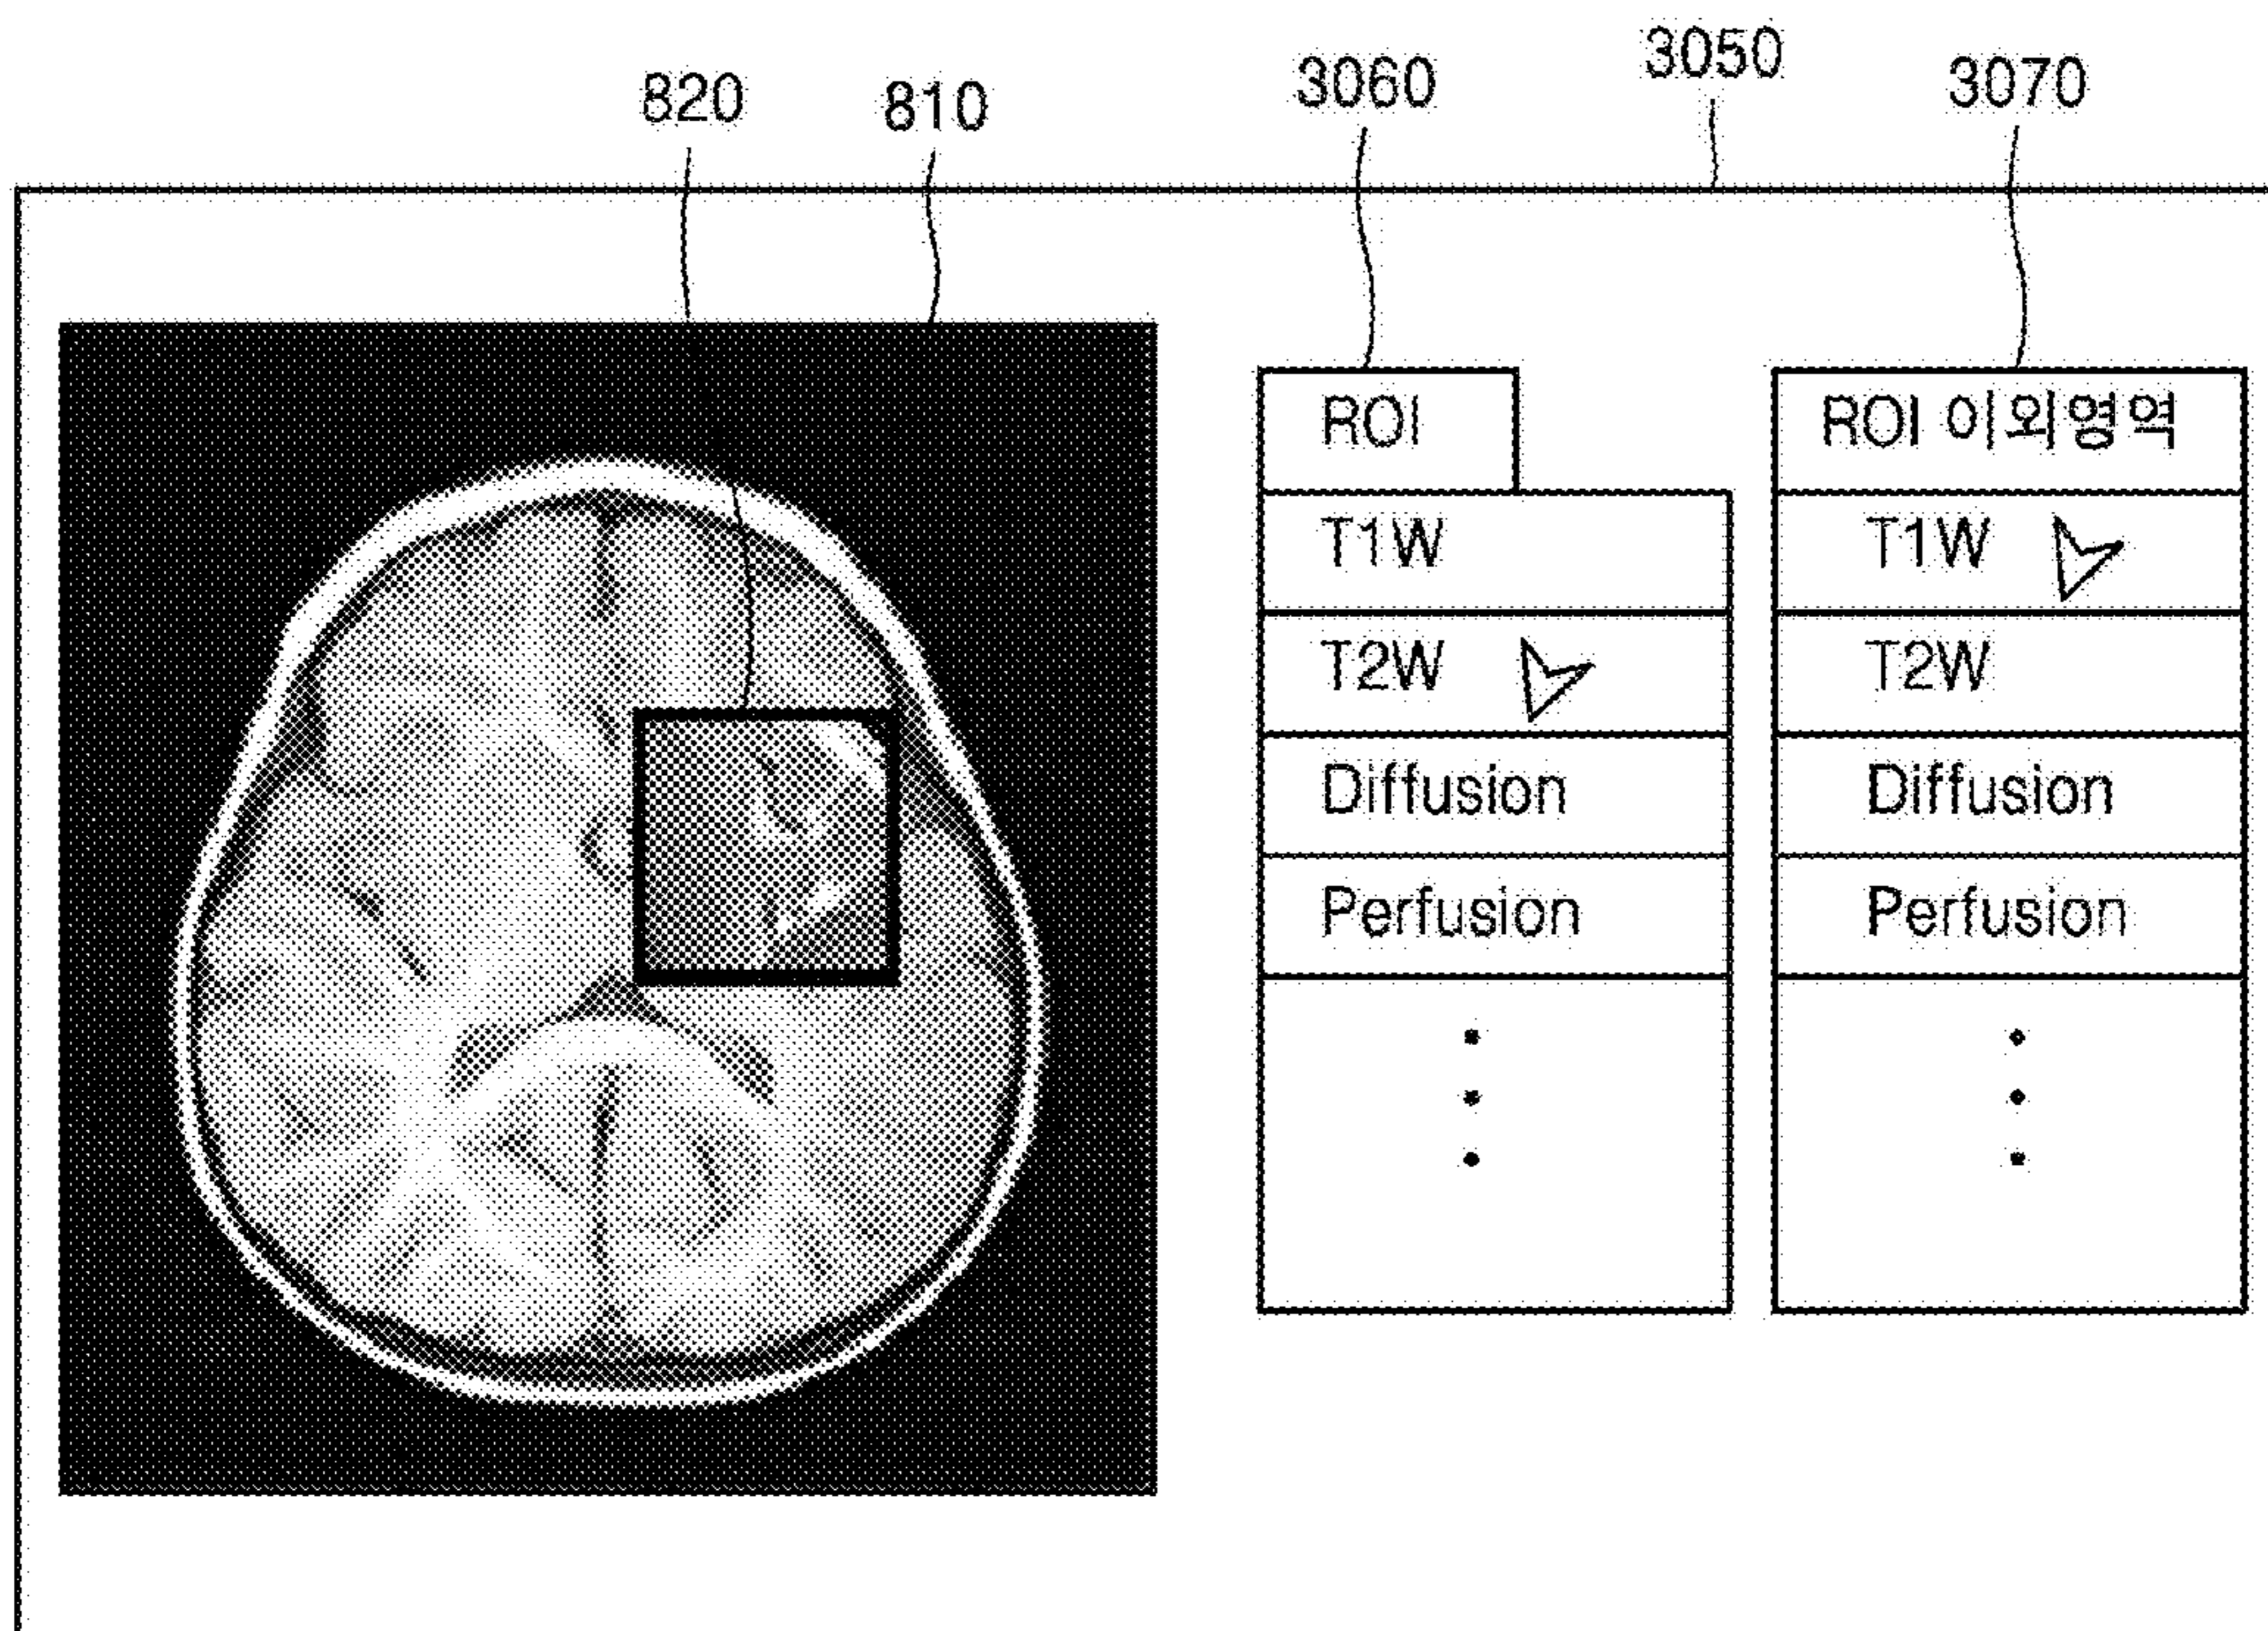 820 810 3060 3050 3070
ROI
T1W
T2W
Diffusion
Perfusion
ROI 이외영역
T1W
T2W
Diffusion
Perfusion